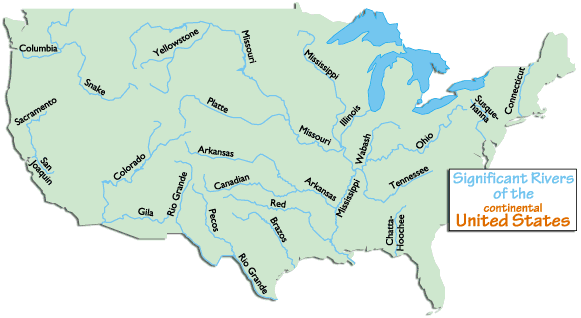 Columbia
Yellowstone
Missouri
Mississippi
Connecticut
Snake
Susque-
hanna
Sacramento
Platte
Illinois
Missouri
Wabash
Ohio
San
Joaquin
Colorado
Arkansas
Rio Grande
Canadian
Arkansas
Mississippi
Tennessee
Red
Gila
Pecos
Brazos
Chatta-
Hoochee
Rio Grande
Significant Rivers
of the
continental
United States